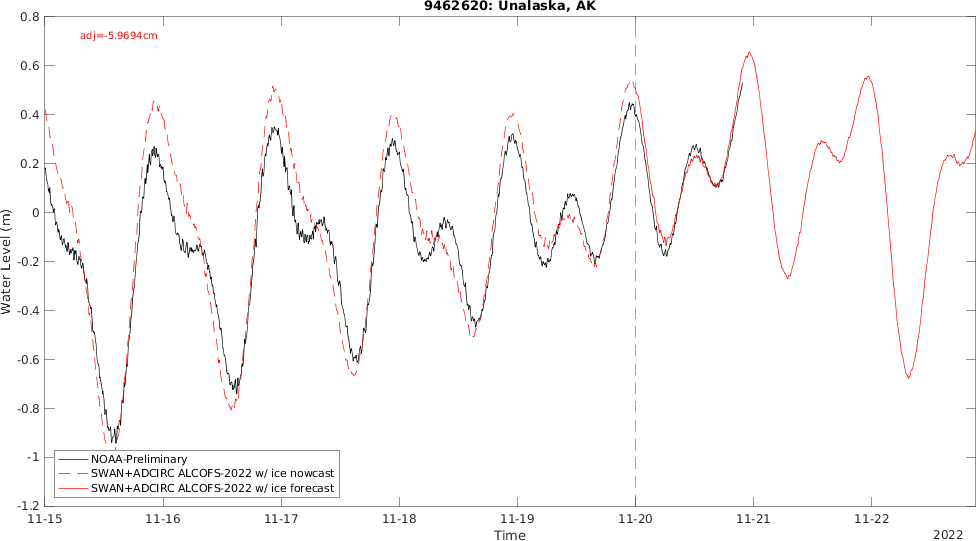 9462620: Unalaska, AK
adj=-5.9694cm
0.8
0.6
0.4
0.2
0
-0.2
-0.4
-0.6
-0.8
-1
-1.2
Water Level (m)
NOAA-Preliminary
SWAN+ADCIRC ALCOFS-2022 w/ ice nowcast
SWAN+ADCIRC ALCOFS-2022 w/ ice forecast
11-15 11-16 11-17 11-18 11-19 11-20 11-21 11-22
Time
2022